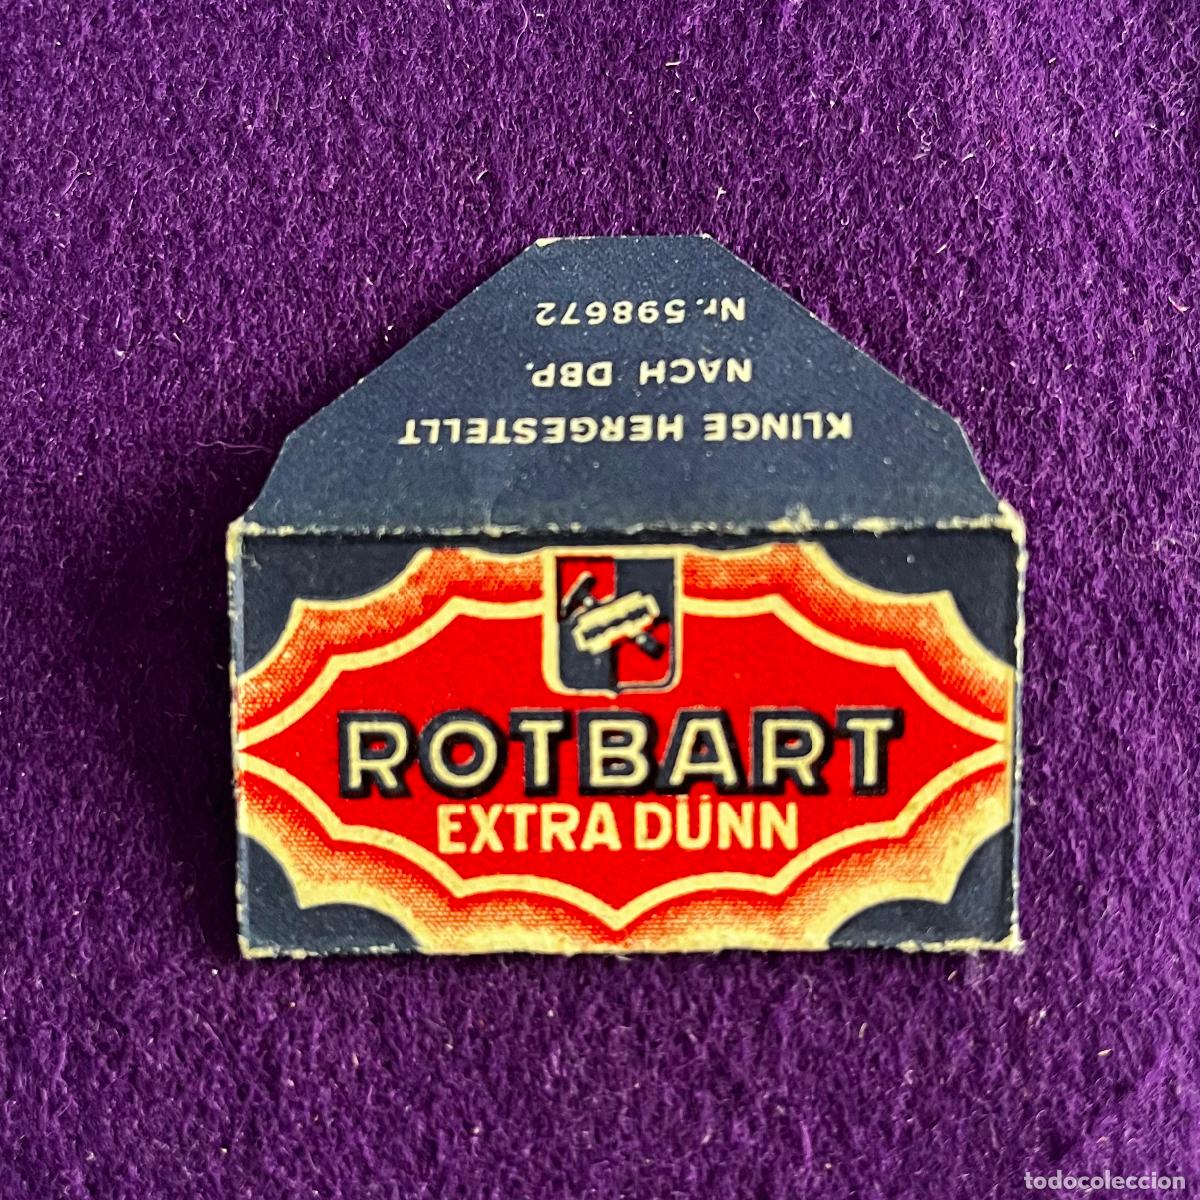 KLINGE HERGESTELLT
NACH DBP.
Nr. 598672
ROTBART
EXTRA DÜNN
todocoleccion